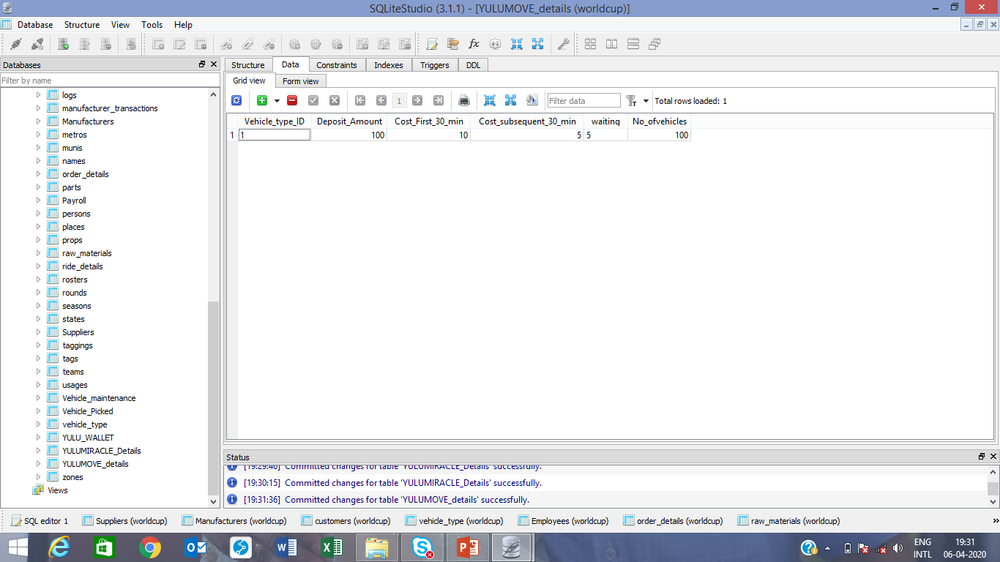 SQLiteStudio (3.1.1) - [YULUMOVE_details (worldcup)]
Database Structure View Tools Help
Databases
Filter by name
logs
manufacturer_transactions
Manufacturers
metros
munis
names
order_details
parts
Payroll
persons
places
props
raw_materials
ride_details
rosters
rounds
seasons
states
Suppliers
taggings
tags
teams
usages
Vehicle_maintenance
Vehicle_Picked
vehicle_type
YULU_WALLET
YULUMIRACLE_Details
YULUMOVE_details
zones
Views
Structure Data Constraints Indexes Triggers DDL
Grid view Form view
1 Filter data Total rows loaded: 1
Vehicle_type_ID Deposit_Amount Cost_First_30_min Cost_subsequent_30_min waiting No_ofvehicles
1 1 100 10 5 5 100
Status
[19:29:46] Committed changes for table 'YULUMIRACLE_Details' successfully.
[19:30:15] Committed changes for table 'YULUMIRACLE_Details' successfully.
[19:31:36] Committed changes for table 'YULUMOVE_details' successfully.
SQL editor 1 Suppliers (worldcup) Manufacturers (worldcup) customers (worldcup) vehicle_type (worldcup) Employees (worldcup) order_details (worldcup) raw_materials (worldcup) »
ENG 19:31
INTL 06-04-2020